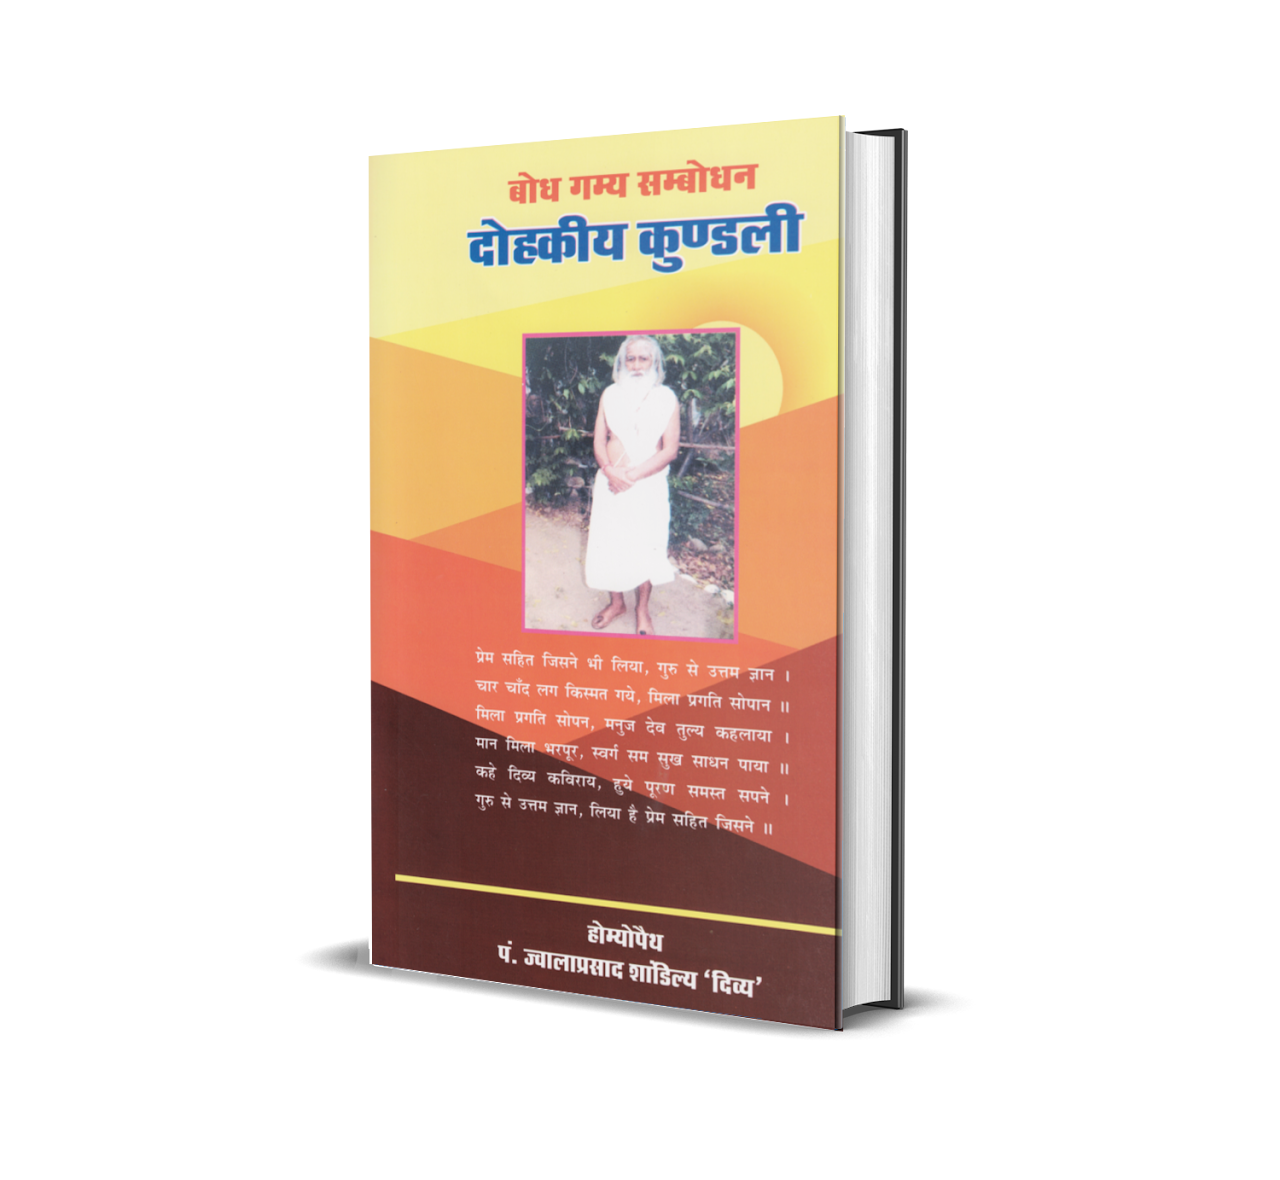 बोध गम्य सम्बोधन
दोहकीय कुण्डली
प्रेम सहित जिसने भी लिया, गुरु से उत्तम ज्ञान ।
चार चाँद लग किस्मत गये, मिला प्रगति सोपान ॥
मिला प्रगति सोपन, मनुज देव तुल्य कहलाया ।
मान मिला भरपूर, स्वर्ग सम सुख साधन पाया ॥
कहे दिव्य कविराय, हुये पूरण समस्त सपने ।
गुरु से उत्तम ज्ञान, लिया है प्रेम सहित जिसने ॥
होम्योपैथ
पं. ज्वालाप्रसाद शांडिल्य ‘दिव्य’